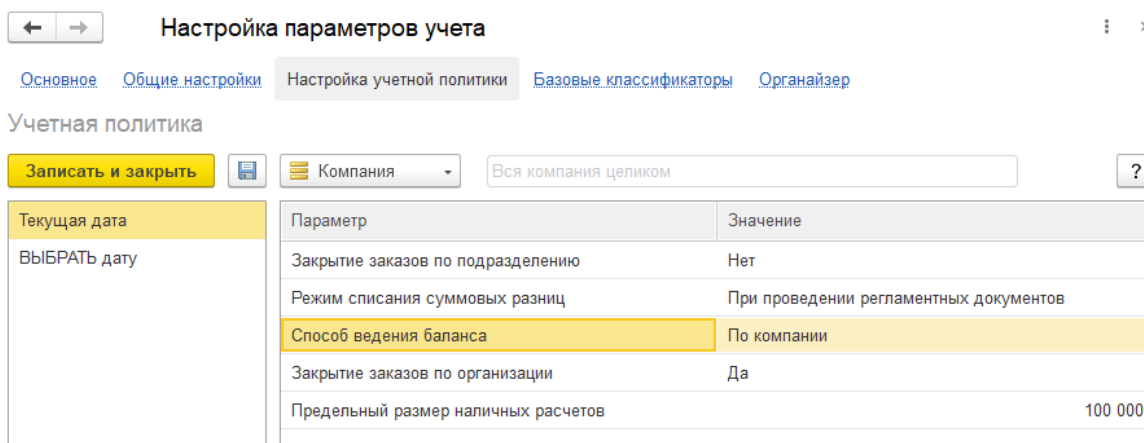 Настройка параметров учета
Основное Общие настройки Настройка учетной политики Базовые классификаторы Органайзер
Учетная политика
Записать и закрыть Компания Вся компания целиком ?
Текущая дата Параметр Значение
ВЫБРАТЬ дату Закрытие заказов по подразделению Нет
Режим списания суммовых разниц При проведении регламентных документов
Способ ведения баланса По компании
Закрытие заказов по организации Да
Предельный размер наличных расчетов 100 000